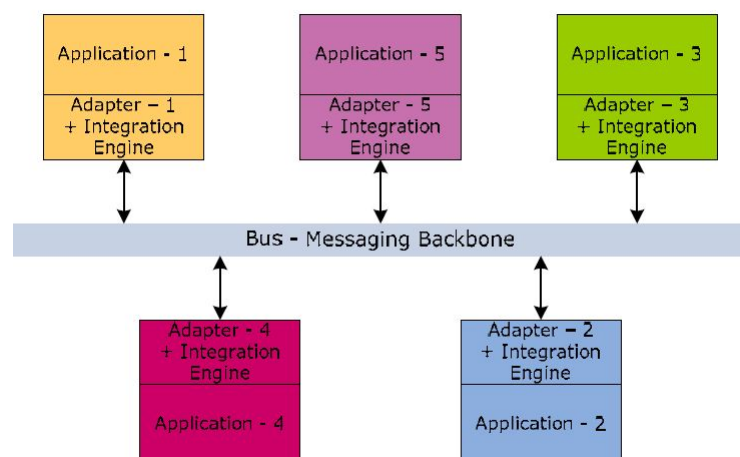 Application - 1
Adapter – 1
+ Integration
Engine
Application - 5
Adapter - 5
+ Integration
Engine
Application - 3
Adapter – 3
+ Integration
Engine
Bus - Messaging Backbone
Adapter - 4
+ Integration
Engine
Application - 4
Adapter – 2
+ Integration
Engine
Application - 2